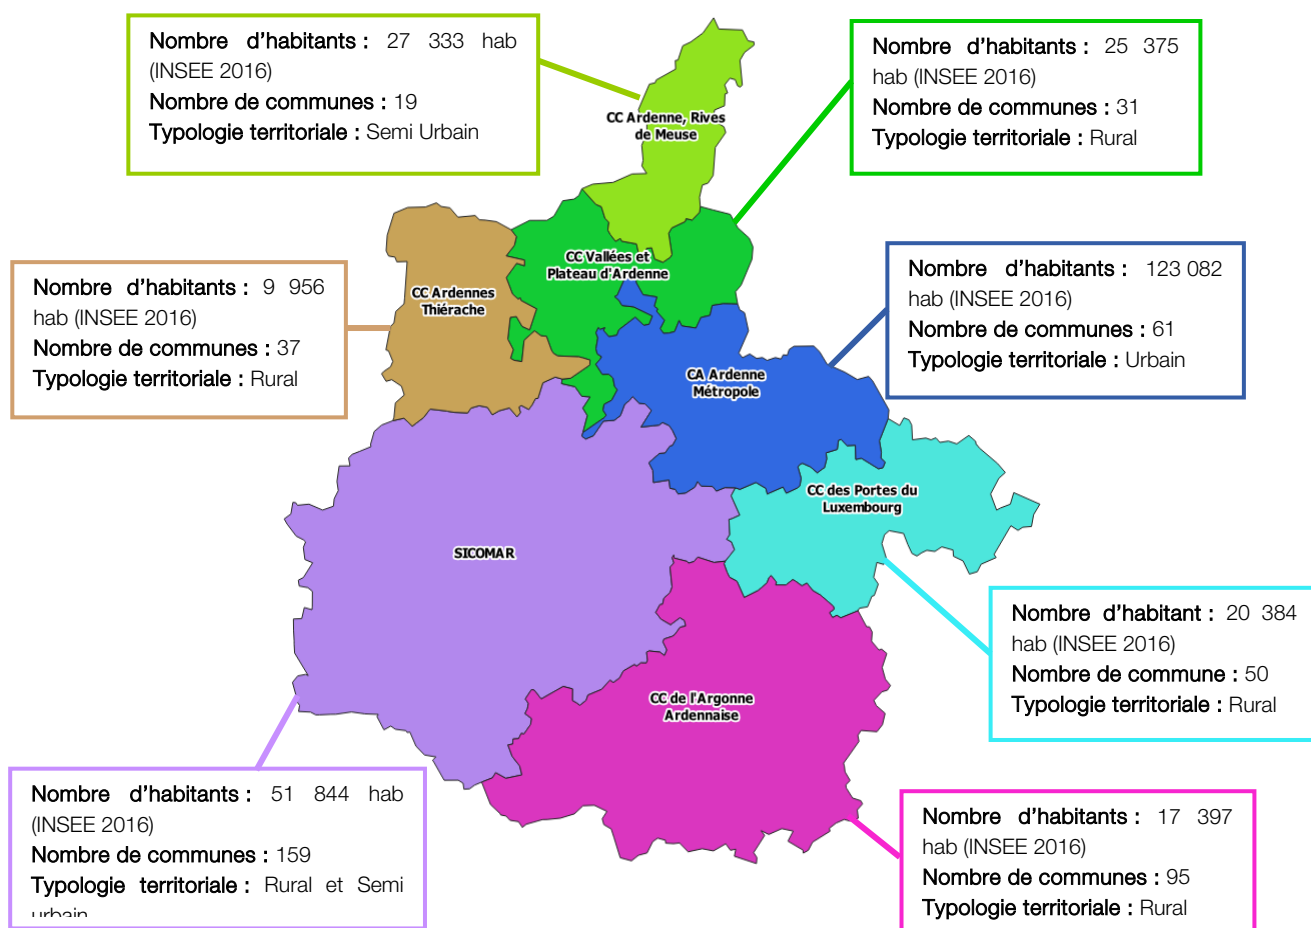 Nombre d'habitants : 27 333 hab
(INSEE 2016)
Nombre de communes : 19
Typologie territoriale : Semi Urbain
Nombre d'habitants : 25 375
hab (INSEE 2016)
Nombre de communes : 31
Typologie territoriale : Rural
CC Ardenne, Rives
de Meuse
CC Vallées et
Plateau d'Ardenne
CC Ardennes
Thiérache
Nombre d'habitants : 9 956
hab (INSEE 2016)
Nombre de communes : 37
Typologie territoriale : Rural
Nombre d'habitants : 123 082
hab (INSEE 2016)
Nombre de communes : 61
Typologie territoriale : Urbain
CA Ardenne
Métropole
CC des Portes du
Luxembourg
SICOMAR
Nombre d'habitant : 20 384
hab (INSEE 2016)
Nombre de commune : 50
Typologie territoriale : Rural
CC de l'Argonne
Ardennaise
Nombre d'habitants : 51 844 hab
(INSEE 2016)
Nombre de communes : 159
Typologie territoriale : Rural et Semi
urbain
Nombre d'habitants : 17 397
hab (INSEE 2016)
Nombre de communes : 95
Typologie territoriale : Rural